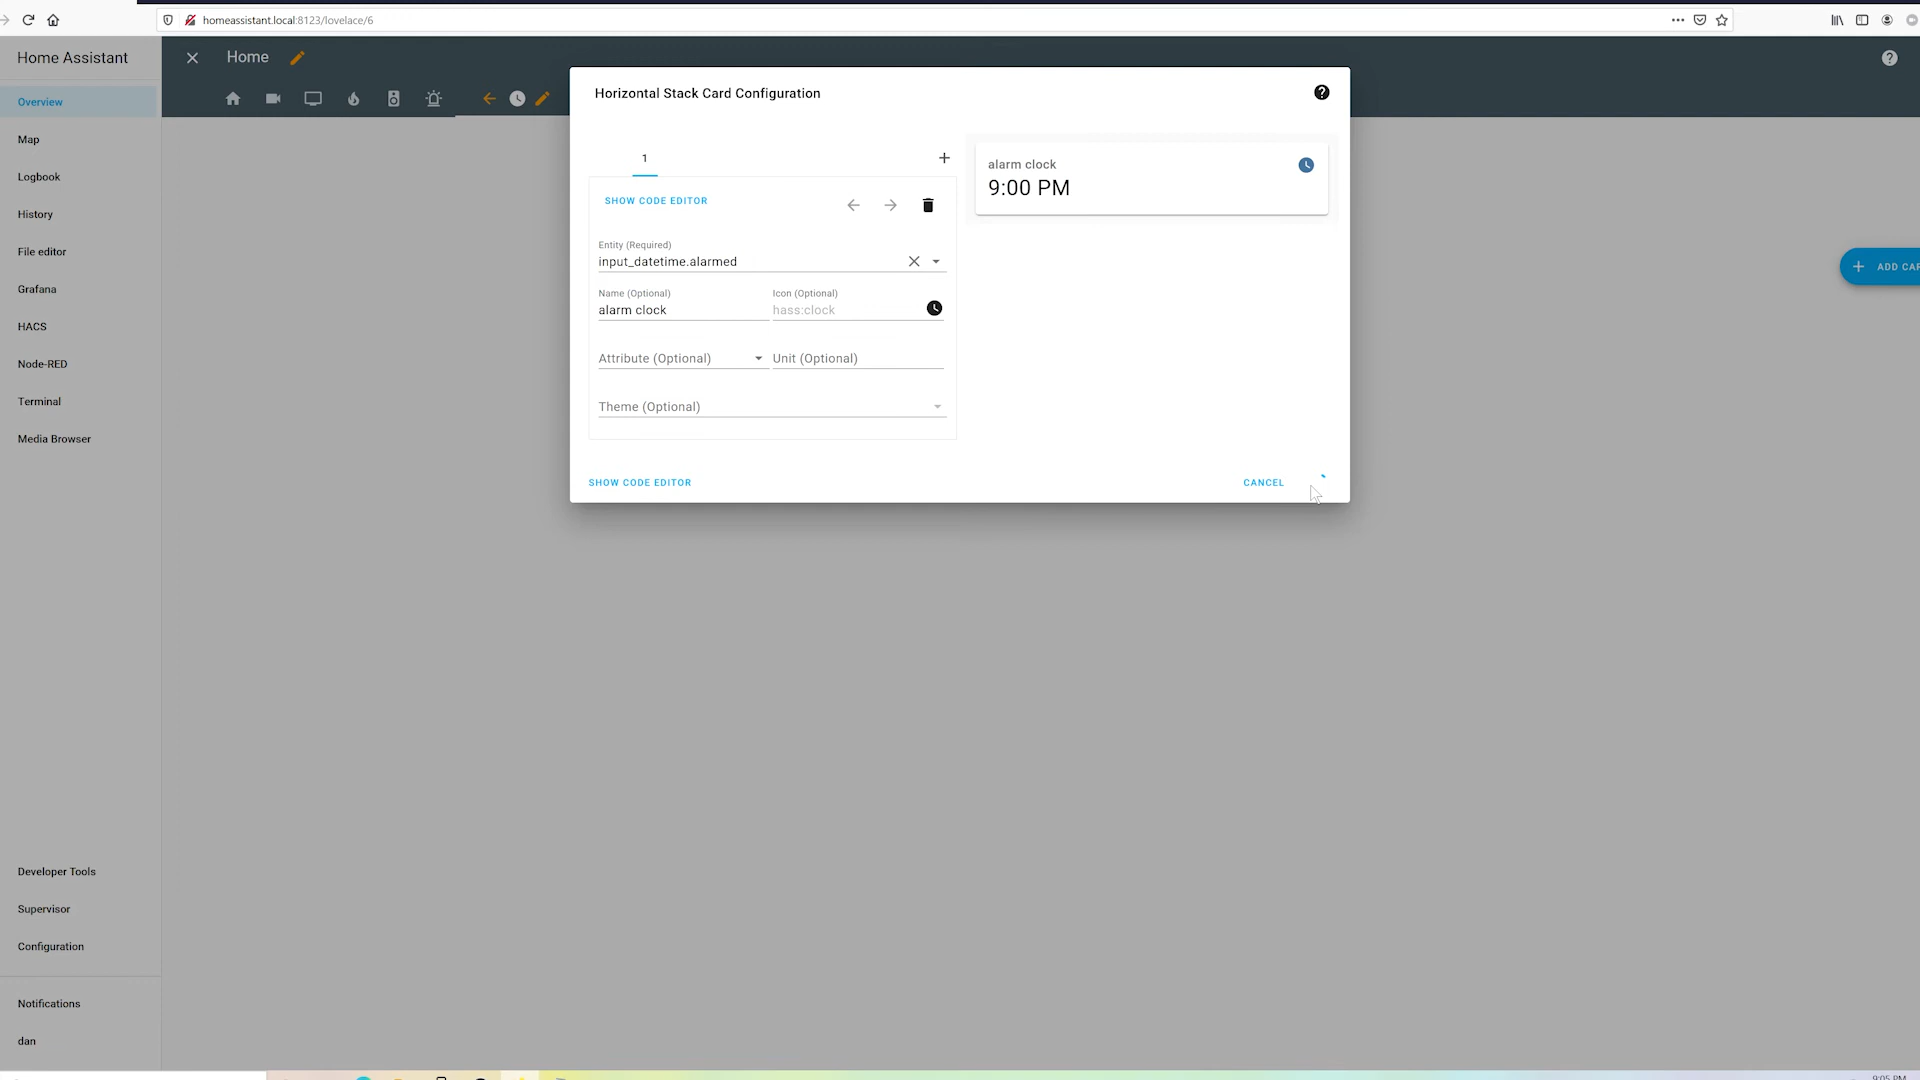 homeassistant.local:8123/lovelace/6
Home Assistant
Home
Overview
Map
Logbook
History
File editor
Grafana
HACS
Node-RED
Terminal
Media Browser
Developer Tools
Supervisor
Configuration
Notifications
dan
Horizontal Stack Card Configuration
1
SHOW CODE EDITOR
Entity (Required)
input_datetime.alarmed
Name (Optional)
alarm clock
Icon (Optional)
hass:clock
Attribute (Optional)
Unit (Optional)
Theme (Optional)
SHOW CODE EDITOR
CANCEL
alarm clock
9:00 PM
ADD CAR
9:05 PM